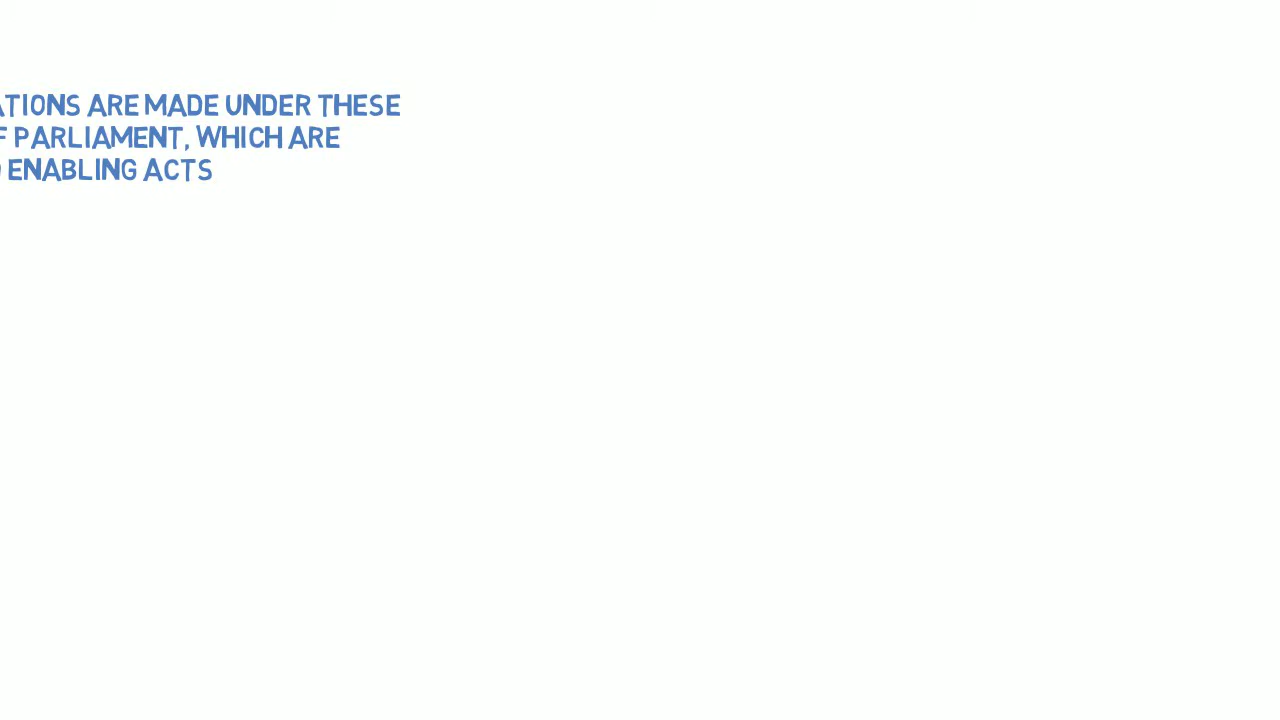 ATIONS ARE MADE UNDER THESE
F PARLIAMENT, WHICH ARE
ENABLING ACTS